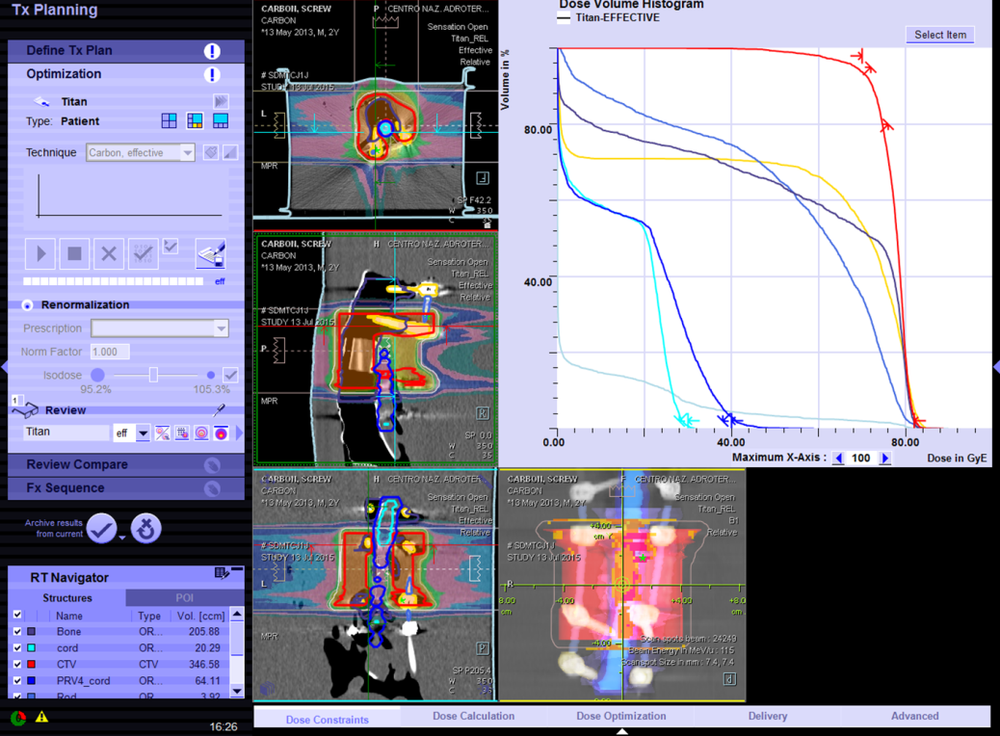 Tx Planning
Define Tx Plan
Optimization
Titan
Type: Patient
Technique Carbon, effective
eff
Renormalization
Prescription
Norm Factor 1.000
Isodose
95.2% 105.3%
1
Review
Titan eff
Review Compare
Fx Sequence
Archive results
from current
RT Navigator
Structures POI
Name Type Vol. [ccm]
Bone OR... 205.88
cord OR... 20.29
CTV CTV 346.58
PRV4_cord OR... 64.11
Rod OR... 3.92
16:26
CARBON, SCREW P CENTRO NAZ. ADROTER...
CARBON
*13 May 2013, M, 2Y
Sensation Open
Titan_REL
Effective
Relative
# SDMTCJ1J
STUDY 13 Jul 2015
L
MPR
F
SP F42.2
W 350
C 35
CARBON, SCREW H CENTRO NAZ. ADROTER...
CARBON
*13 May 2013, M, 2Y
Sensation Open
Titan_REL
Effective
Relative
# SDMTCJ1J
STUDY 13 Jul 2015
P
MPR
R
SP 0.0
W 350
C 35
CARBON, SCREW H CENTRO NAZ. ADROTER...
CARBON
*13 May 2013, M, 2Y
Sensation Open
Titan_REL
Effective
Relative
# SDMTCJ1J
STUDY 13 Jul 2015
L
MPR
P
SP P205.4
W 350
C 35
CARBON, SCREW F CENTRO NAZ. ADROTER...
CARBON
*13 May 2013, M, 2Y
Sensation Open
Titan_REL
B1
Relative
+4.00
cm Y
# SDMTCJ1J
STUDY 13 Jul 2015
R
8.00 -4.00 +4.00 +8.0
cm cm
-4.00
Scan spots beam : 24249
Beam Energy in MeV/u : 115
Scanspot Size in mm : 7.4, 7.4
d
Dose Volume Histogram
Titan-EFFECTIVE
Select Item
Volume in %
80.00
40.00
0.00 40.00 80.00
Maximum X-Axis : 100 Dose in GyE
Dose Constraints Dose Calculation Dose Optimization Delivery Advanced